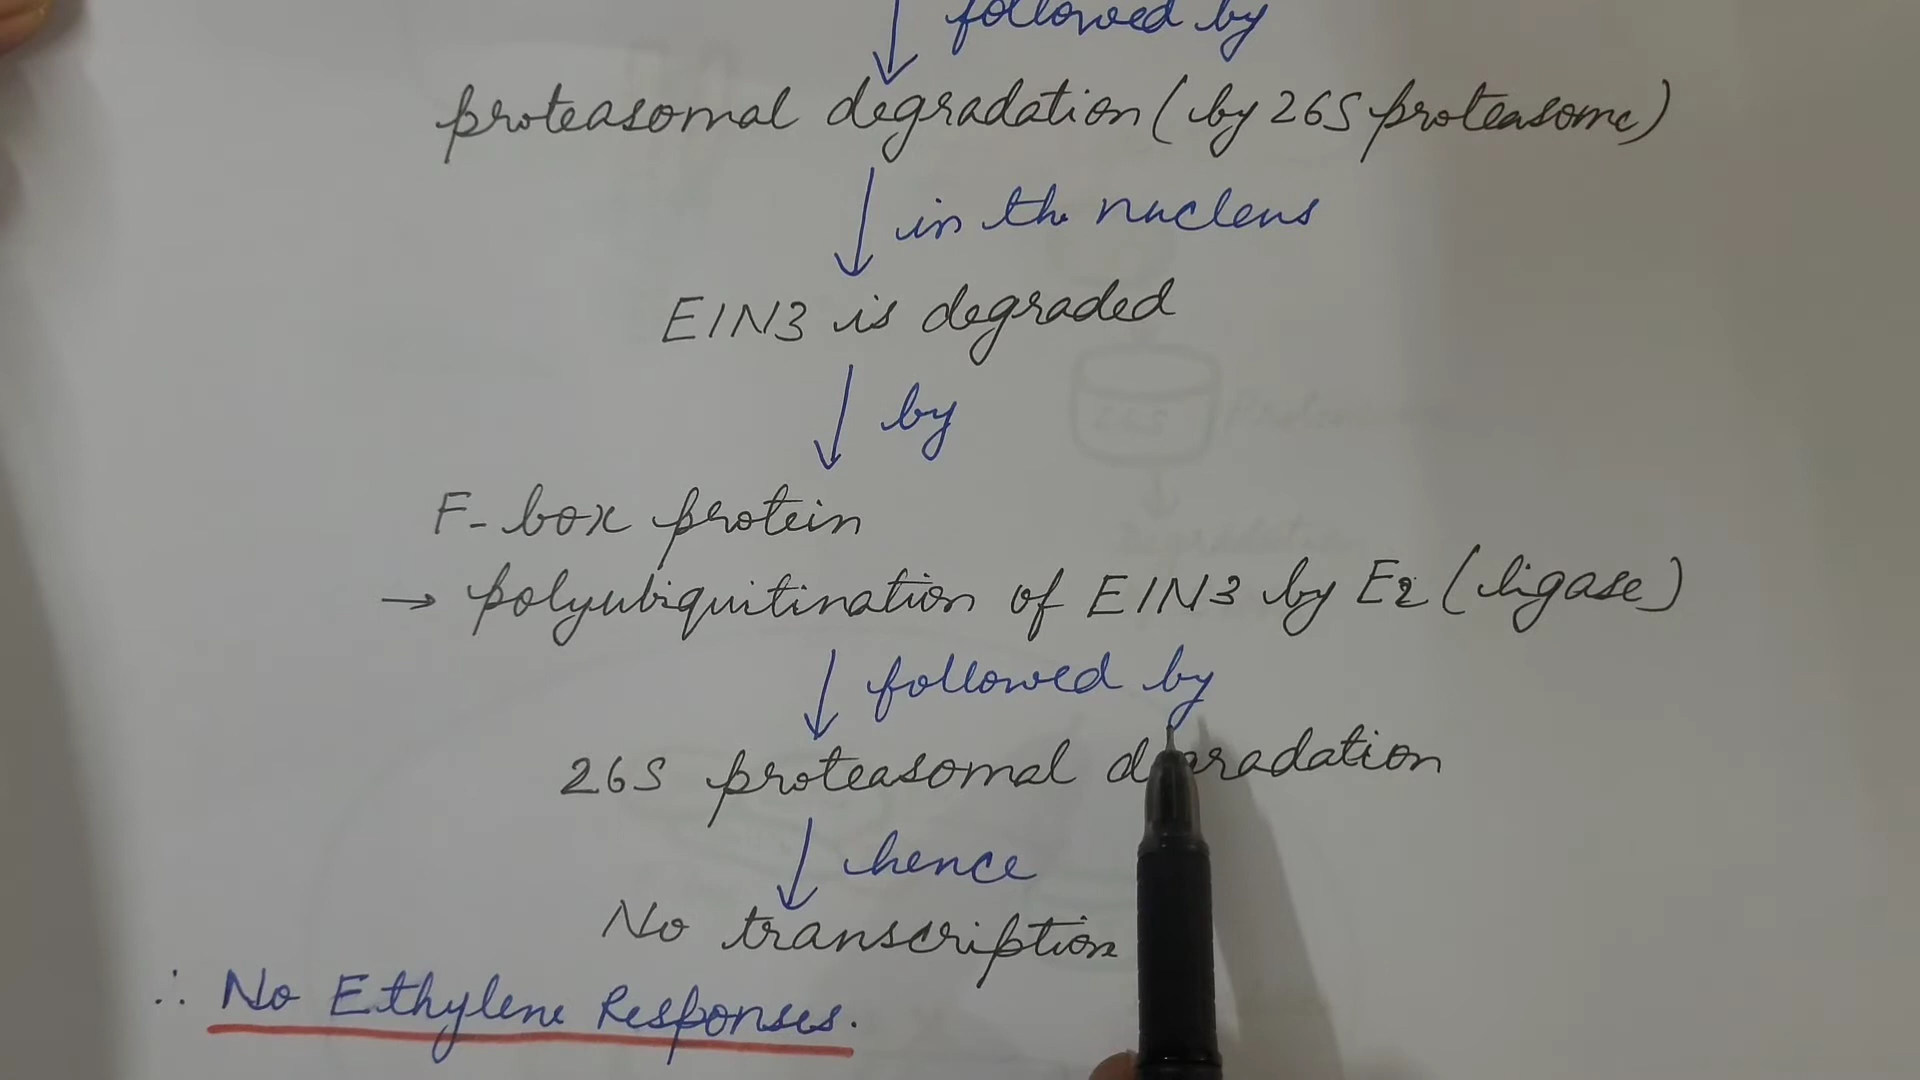 followed by
proteasomal degradation (by 26S proteasome)
in the nucleus
EIN3 is degraded
by
F-box protein
→ polyubiquitination of EIN3 by E2 (ligase)
followed by
26S proteasomal degradation
hence
No transcription
∴ No Ethylene Responses.